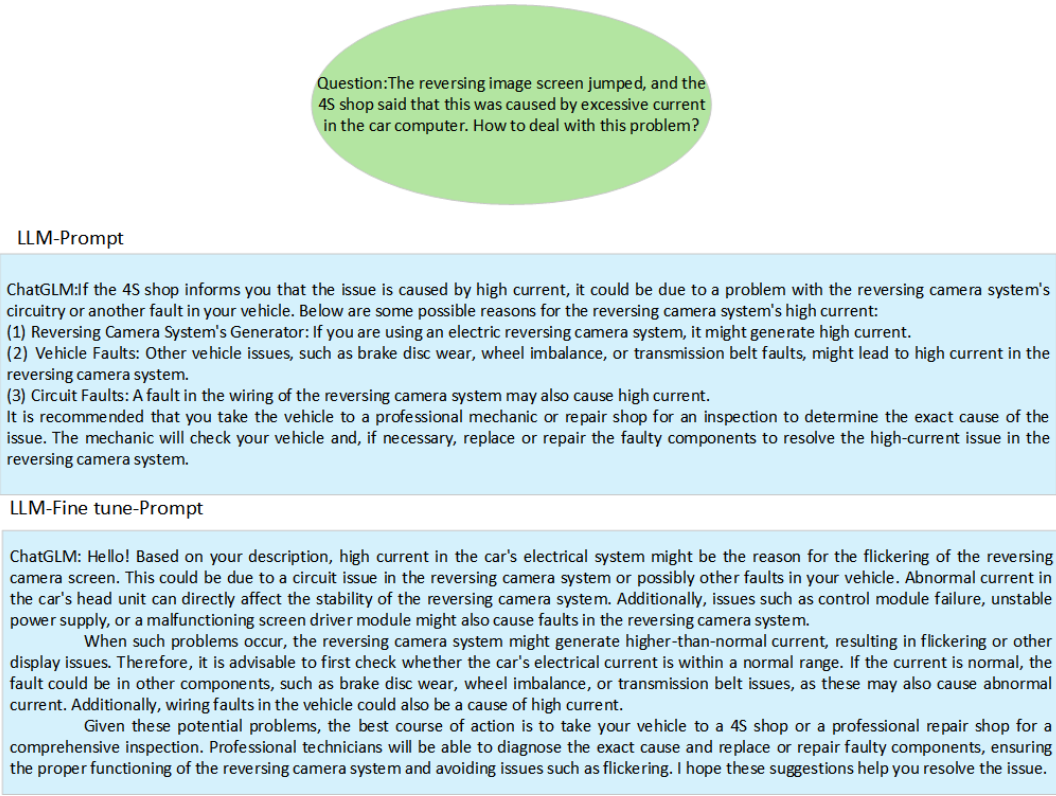 Question:The reversing image screen jumped, and the
4S shop said that this was caused by excessive current
in the car computer. How to deal with this problem?
LLM-Prompt
ChatGLM:If the 4S shop informs you that the issue is caused by high current, it could be due to a problem with the reversing camera system's
circuitry or another fault in your vehicle. Below are some possible reasons for the reversing camera system's high current:
(1) Reversing Camera System's Generator: If you are using an electric reversing camera system, it might generate high current.
(2) Vehicle Faults: Other vehicle issues, such as brake disc wear, wheel imbalance, or transmission belt faults, might lead to high current in the
reversing camera system.
(3) Circuit Faults: A fault in the wiring of the reversing camera system may also cause high current.
It is recommended that you take the vehicle to a professional mechanic or repair shop for an inspection to determine the exact cause of the
issue. The mechanic will check your vehicle and, if necessary, replace or repair the faulty components to resolve the high-current issue in the
reversing camera system.
LLM-Fine tune-Prompt
ChatGLM: Hello! Based on your description, high current in the car's electrical system might be the reason for the flickering of the reversing
camera screen. This could be due to a circuit issue in the reversing camera system or possibly other faults in your vehicle. Abnormal current in
the car's head unit can directly affect the stability of the reversing camera system. Additionally, issues such as control module failure, unstable
power supply, or a malfunctioning screen driver module might also cause faults in the reversing camera system.
When such problems occur, the reversing camera system might generate higher-than-normal current, resulting in flickering or other
display issues. Therefore, it is advisable to first check whether the car's electrical current is within a normal range. If the current is normal, the
fault could be in other components, such as brake disc wear, wheel imbalance, or transmission belt issues, as these may also cause abnormal
current. Additionally, wiring faults in the vehicle could also be a cause of high current.
Given these potential problems, the best course of action is to take your vehicle to a 4S shop or a professional repair shop for a
comprehensive inspection. Professional technicians will be able to diagnose the exact cause and replace or repair faulty components, ensuring
the proper functioning of the reversing camera system and avoiding issues such as flickering. I hope these suggestions help you resolve the issue.